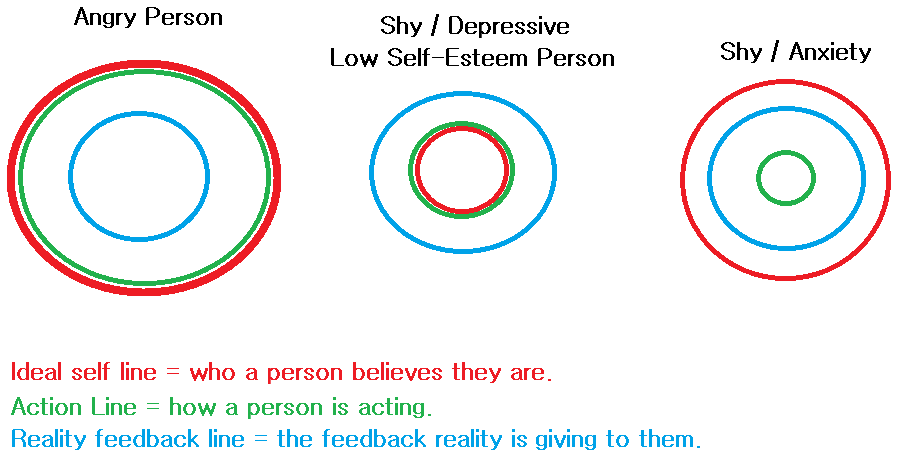 Angry Person
Shy / Depressive
Low Self-Esteem Person
Shy / Anxiety
Ideal self line = who a person believes they are.
Action Line = how a person is acting.
Reality feedback line = the feedback reality is giving to them.